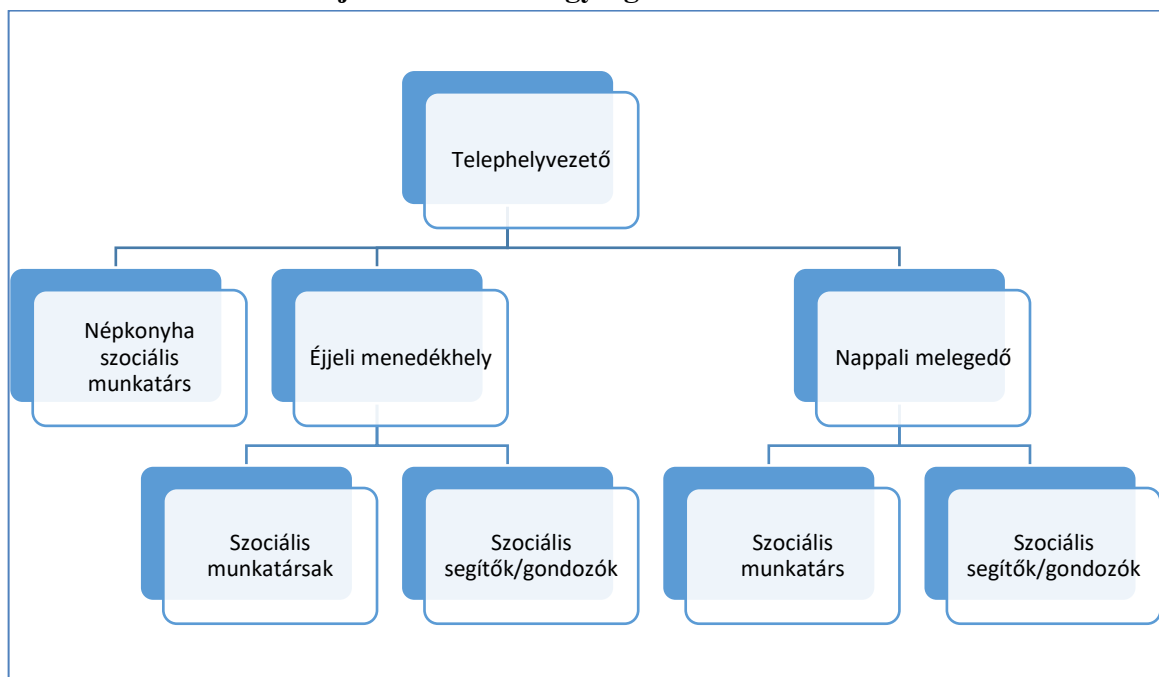 Telephelyvezető
Népkonyha
szociális
munkatárs
Éjjeli menedékhely
Nappali melegedő
Szociális
munkatársak
Szociális
segítők/gondozók
Szociális
munkatárs
Szociális
segítők/gondozók